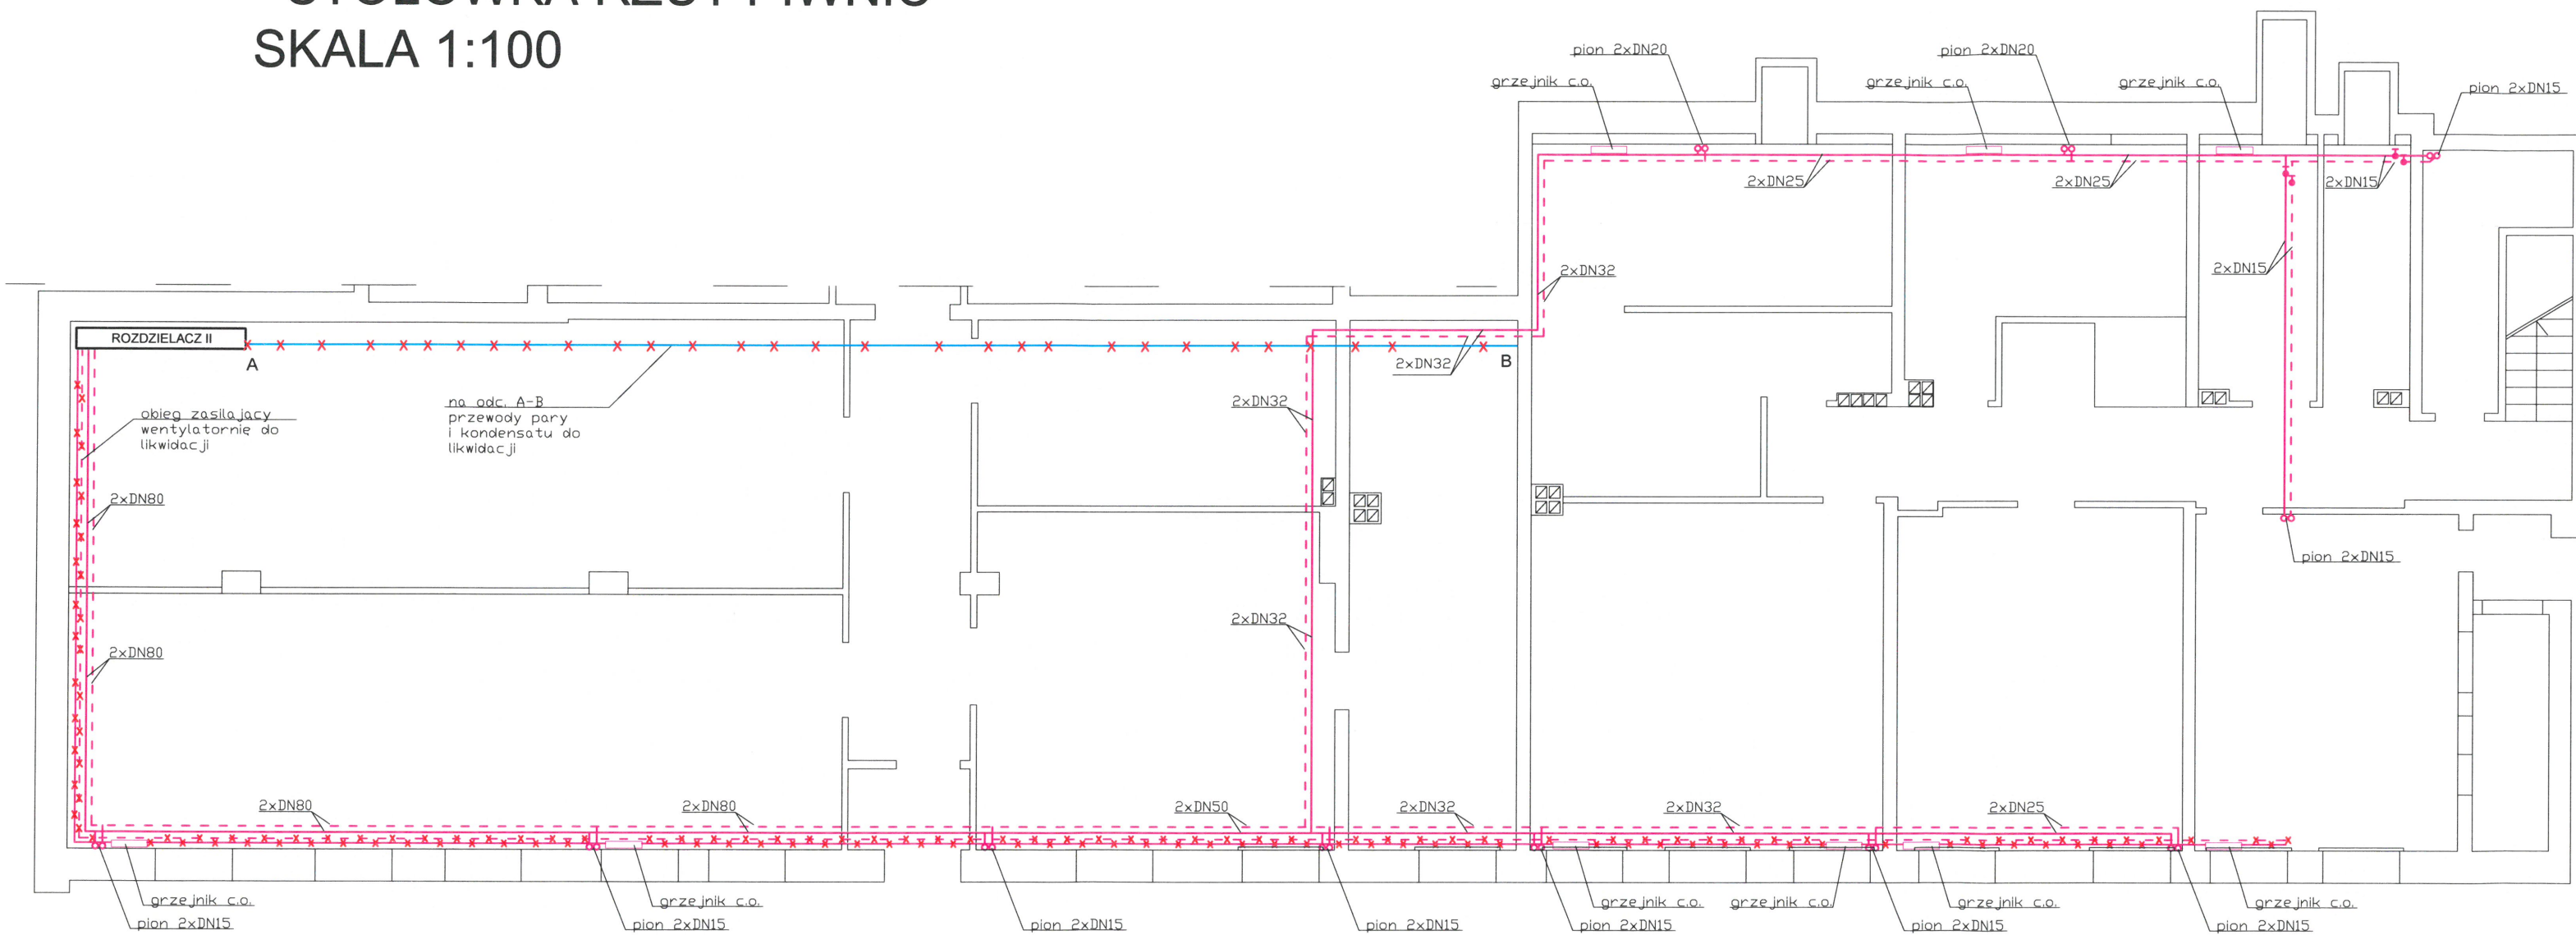 SKALA 1:100
pion 2xDN20
pion 2xDN20
grzejnik c.o.
grzejnik c.o.
grzejnik c.o.
pion 2xDN15
2xDN25
2xDN25
2xDN15
2xDN32
2xDN15
ROZDZIELACZ II
A
B
2xDN32
obieg zasilający
wentylatornię do
likwidacji
na odc. A-B
przewody pary
i kondensatu do
likwidacji
2xDN32
2xDN80
pion 2xDN15
2xDN32
2xDN80
2xDN80
2xDN80
2xDN50
2xDN32
2xDN32
2xDN25
grzejnik c.o.
grzejnik c.o.
grzejnik c.o.
grzejnik c.o.
grzejnik c.o.
grzejnik c.o.
pion 2xDN15
pion 2xDN15
pion 2xDN15
pion 2xDN15
pion 2xDN15
pion 2xDN15
pion 2xDN15